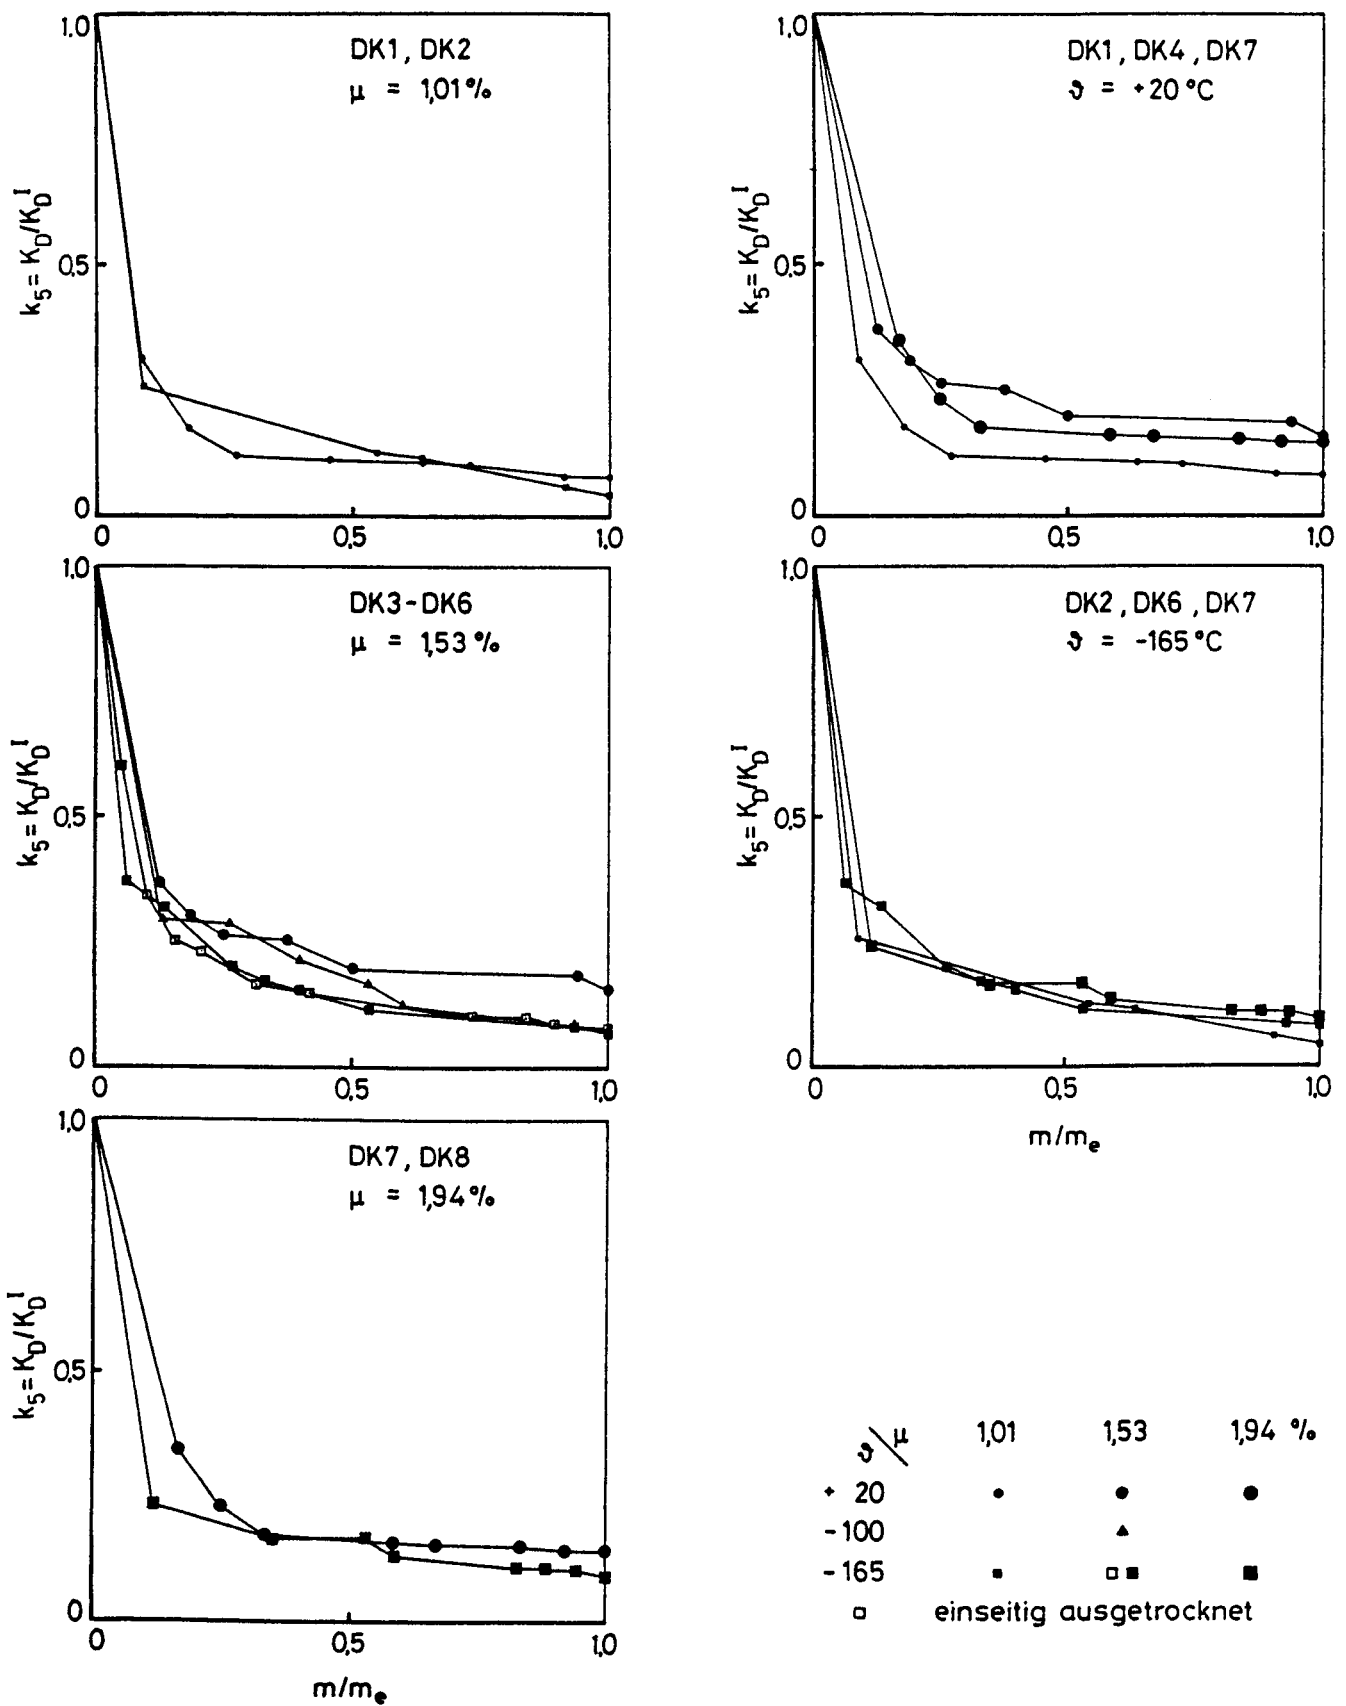 1.0
DK1, DK2
μ = 1,01%
k5 = KD/KD^I
0,5
0
0
0,5
1.0
1.0
DK1, DK4, DK7
ϑ = +20°C
k5 = KD/KD^I
0,5
0
0
0,5
1.0
1.0
DK3-DK6
μ = 1,53%
k5 = KD/KD^I
0,5
0
0
0,5
1.0
1.0
DK2, DK6, DK7
ϑ = -165°C
k5 = KD/KD^I
0,5
0
0
0,5
1.0
m/me
1.0
DK7, DK8
μ = 1,94%
k5 = KD/KD^I
0,5
0
0
0,5
1,0
m/me
ϑ\μ 1,01 1,53 1,94 %
+ 20
-100
-165
einseitig ausgetrocknet